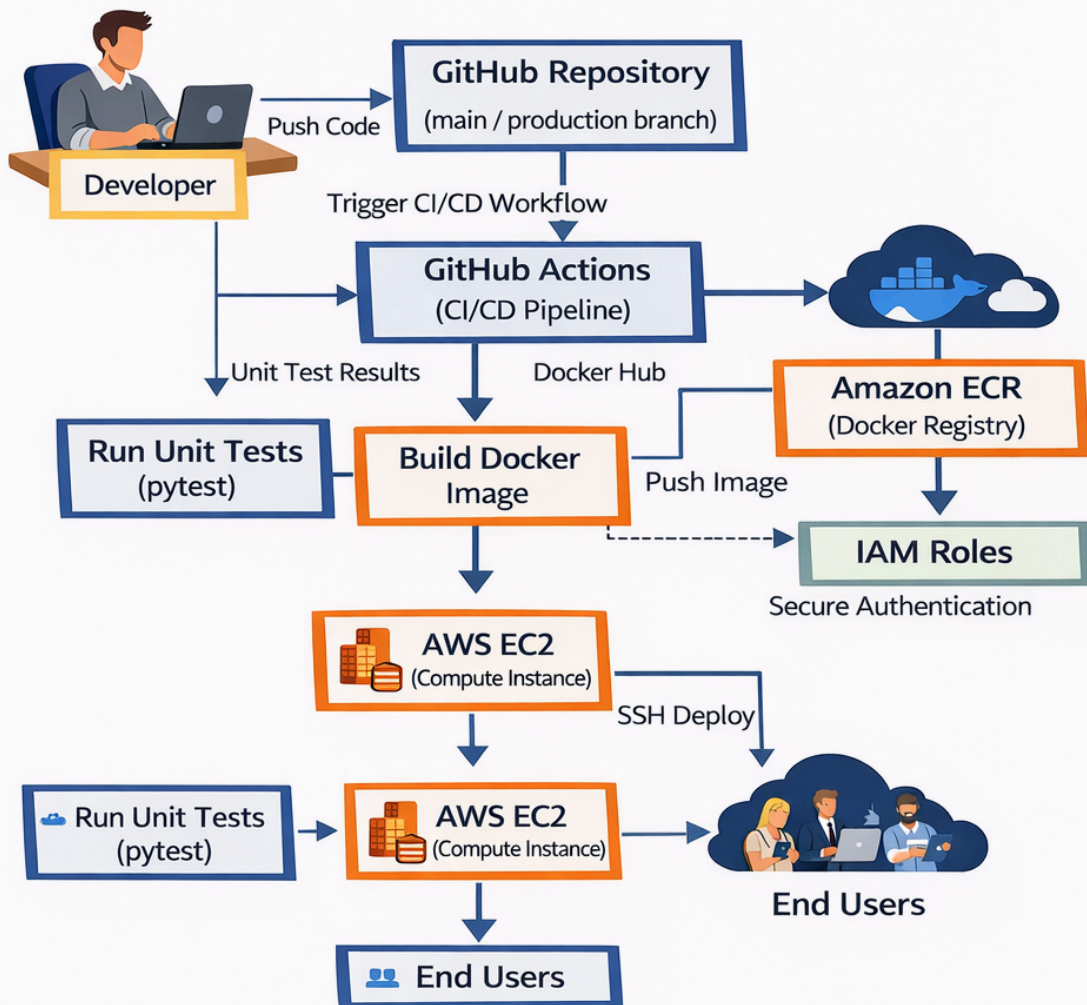 GitHub Repository
(main / production branch)
Push Code
Developer
Trigger CI/CD Workflow
GitHub Actions
(CI/CD Pipeline)
Unit Test Results
Docker Hub
Amazon ECR
(Docker Registry)
Run Unit Tests
(pytest)
Build Docker
Image
Push Image
IAM Roles
Secure Authentication
AWS EC2
(Compute Instance)
SSH Deploy
Run Unit Tests
(pytest)
AWS EC2
(Compute Instance)
End Users
End Users